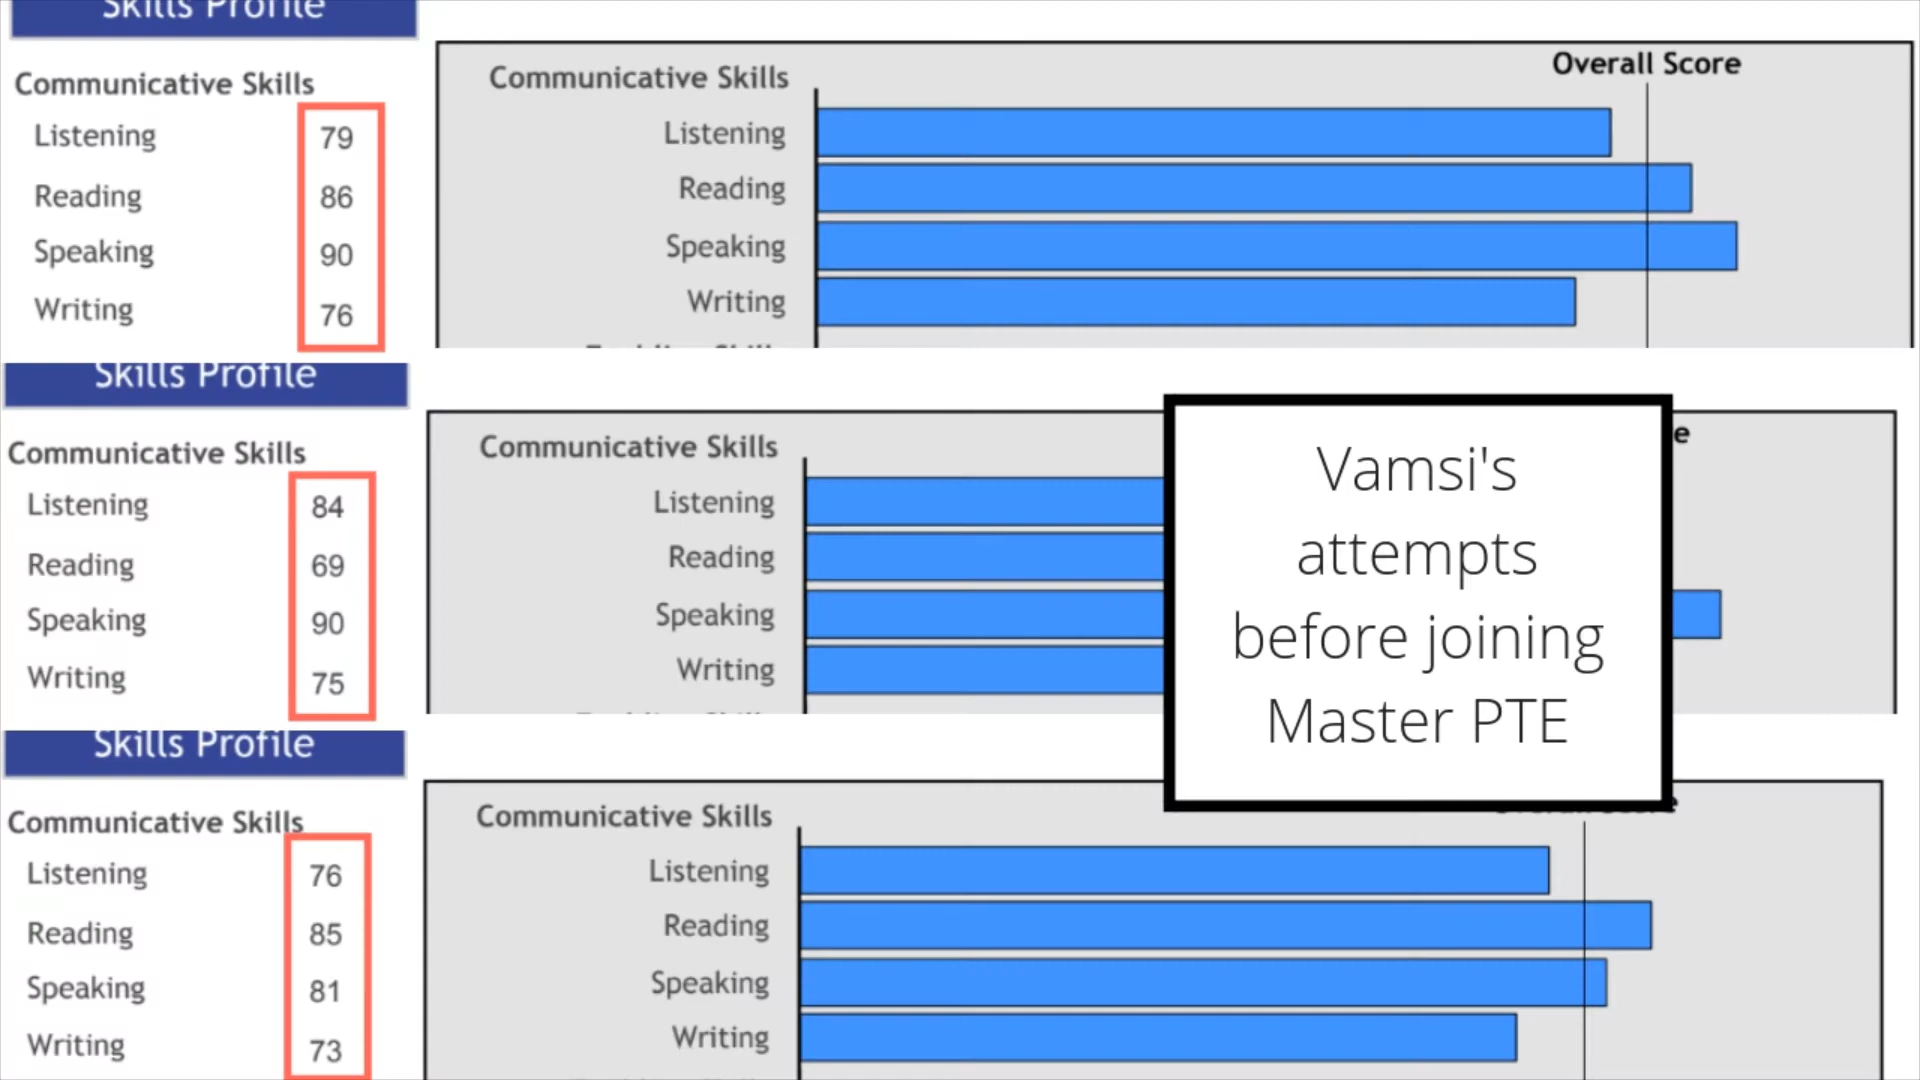 Skills Profile
Communicative Skills
Listening 79
Reading 86
Speaking 90
Writing 76
Overall Score
Communicative Skills
Listening
Reading
Speaking
Writing
Skills Profile
Communicative Skills
Listening 84
Reading 69
Speaking 90
Writing 75
Communicative Skills
Listening
Reading
Speaking
Writing
Vamsi's
attempts
before joining
Master PTE
Skills Profile
Communicative Skills
Listening 76
Reading 85
Speaking 81
Writing 73
Communicative Skills
Listening
Reading
Speaking
Writing